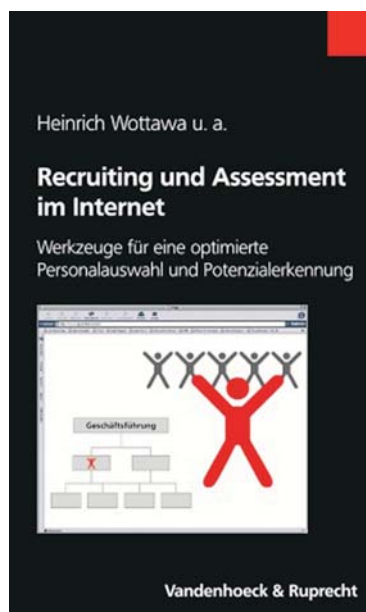 Heinrich Wottawa u. a.
Recruiting und Assessment
im Internet
Werkzeuge für eine optimierte
Personalauswahl und Potenzialerkennung
Geschäftsführung
Vandenhoeck & Ruprecht